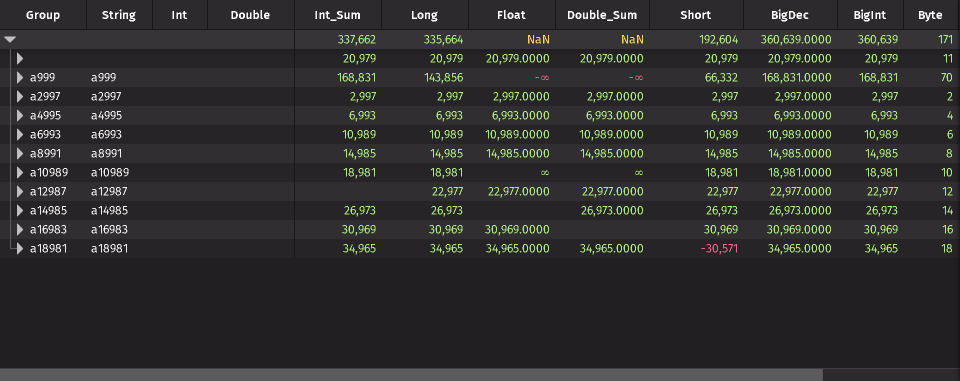 Group String Int Double Int_Sum Long Float Double_Sum Short BigDec BigInt Byte
337,662 335,664 NaN NaN 192,604 360,639.0000 360,639 171
20,979 20,979 20,979.0000 20,979.0000 20,979 20,979.0000 20,979 11
a999 a999 168,831 143,856 -∞ -∞ 66,332 168,831.0000 168,831 70
a2997 a2997 2,997 2,997 2,997.0000 2,997.0000 2,997 2,997.0000 2,997 2
a4995 a4995 6,993 6,993 6,993.0000 6,993.0000 6,993 6,993.0000 6,993 4
a6993 a6993 10,989 10,989 10,989.0000 10,989.0000 10,989 10,989.0000 10,989 6
a8991 a8991 14,985 14,985 14,985.0000 14,985.0000 14,985 14,985.0000 14,985 8
a10989 a10989 18,981 18,981 ∞ ∞ 18,981 18,981.0000 18,981 10
a12987 a12987 22,977 22,977.0000 22,977.0000 22,977 22,977.0000 22,977 12
a14985 a14985 26,973 26,973 26,973.0000 26,973 26,973.0000 26,973 14
a16983 a16983 30,969 30,969 30,969.0000 30,969 30,969.0000 30,969 16
a18981 a18981 34,965 34,965 34,965.0000 34,965.0000 -30,571 34,965.0000 34,965 18